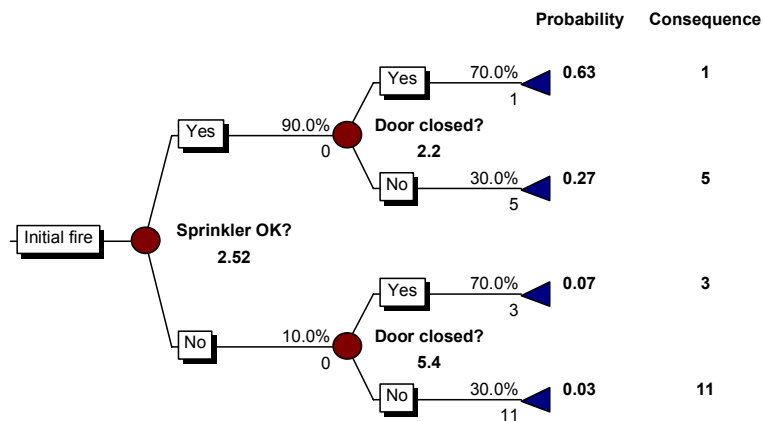 Probability Consequence
Yes 70.0% 0.63 1
1
Yes 90.0% Door closed?
0 2.2
No 30.0% 0.27 5
5
Initial fire Sprinkler OK?
2.52
Yes 70.0% 0.07 3
3
No 10.0% Door closed?
0 5.4
No 30.0% 0.03 11
11